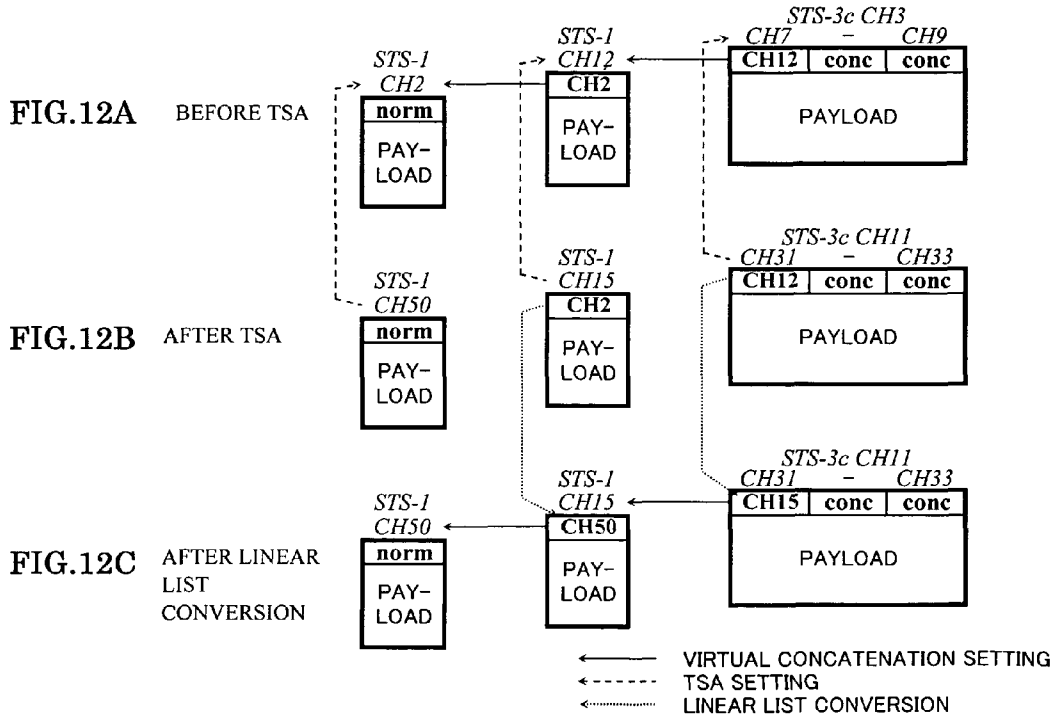 STS-3c CH3
STS-1
CH7 – CH9
STS-1
CH12
CH12 conc conc
CH2
CH2
FIG.12A BEFORE TSA
norm
PAY-
LOAD
PAY-
LOAD
PAYLOAD
STS-3c CH11
STS-1
CH31 – CH33
STS-1
CH15
CH12 conc conc
CH50
CH2
FIG.12B AFTER TSA
norm
PAY-
LOAD
PAY-
LOAD
PAYLOAD
STS-3c CH11
STS-1
CH31 – CH33
STS-1
CH15
CH15 conc conc
CH50
CH50
FIG.12C AFTER LINEAR
LIST
CONVERSION
norm
PAY-
LOAD
PAY-
LOAD
PAYLOAD
VIRTUAL CONCATENATION SETTING
TSA SETTING
LINEAR LIST CONVERSION